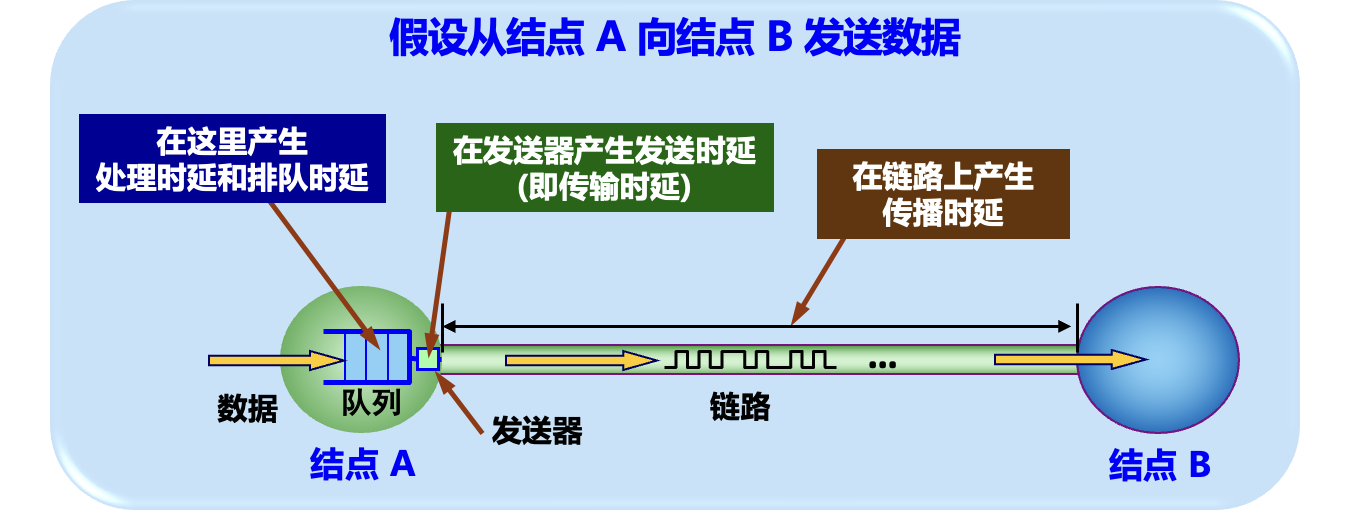 假设从结点 A 向结点 B 发送数据
在这里产生
处理时延和排队时延
在发送器产生发送时延
(即传输时延)
在链路上产生
传播时延
数据
队列
发送器
链路
...
结点 A
结点 B